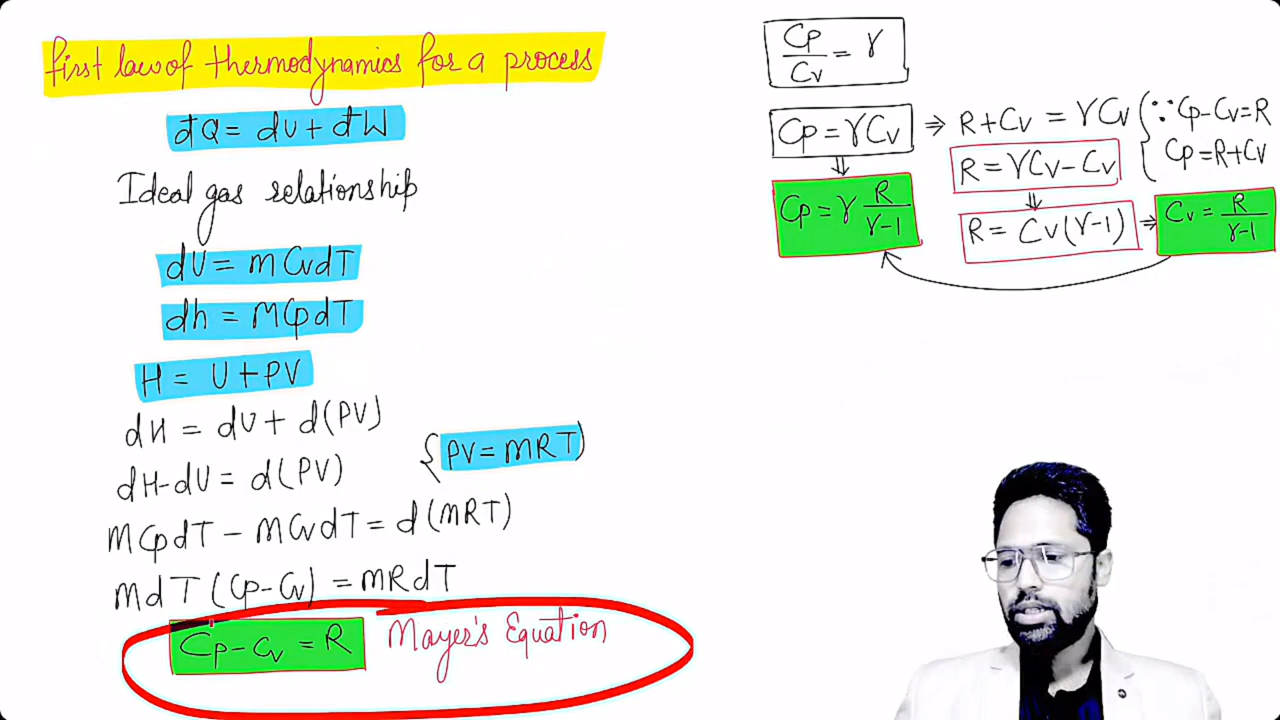 first law of thermodynamics for a process
đQ = dU + đW
Ideal gas relationship
dU = mCvdT
dh = mCpdT
H = U + PV
dH = dU + d(PV)
dH-dU = d(PV)
{PV = mRT}
mCpdT - mCvdT = d(mRT)
mdT (Cp-Cv) = mRdT
Cp-Cv = R Mayer's Equation
Cp/Cv = γ
Cp = γCv ⇒ R+Cv = γCv {∵ Cp-Cv=R
Cp=R+Cv
⇓ R = γCv - Cv
⇓
Cp = γ R/γ-1 R = Cv(γ-1) ⇒ Cv = R/γ-1